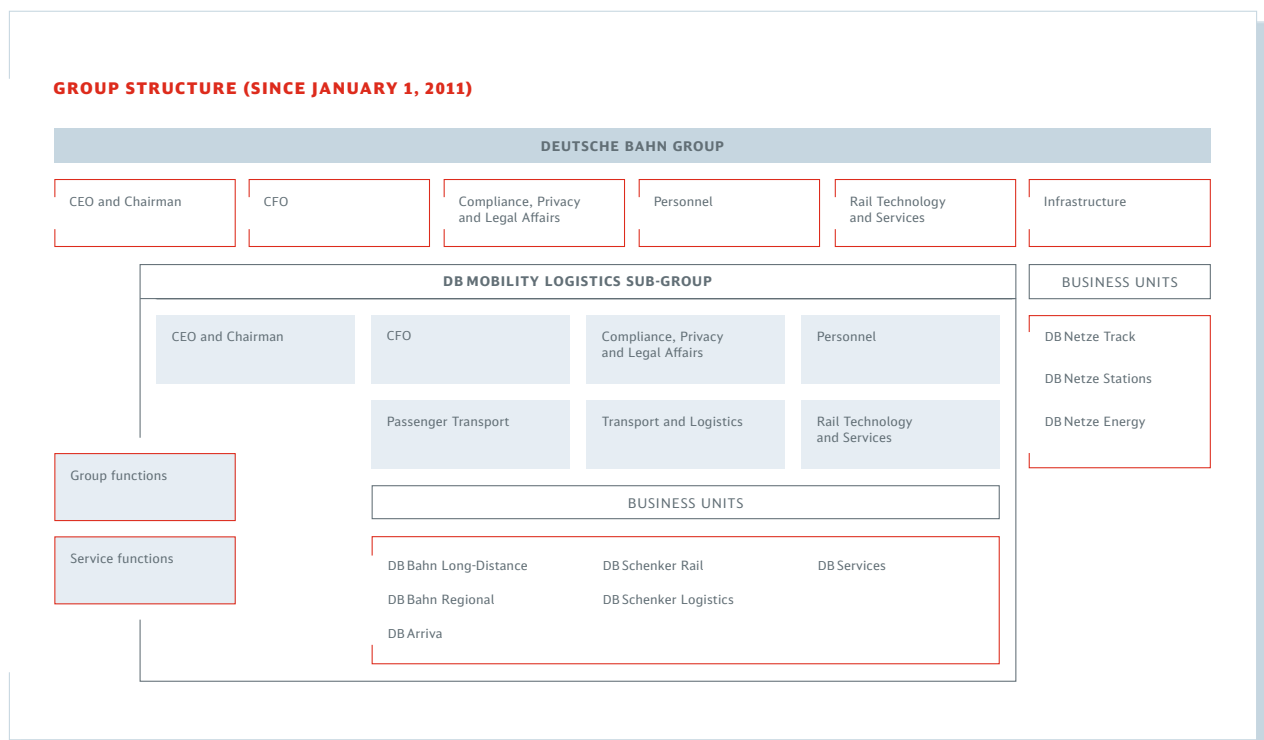 GROUP STRUCTURE (SINCE JANUARY 1, 2011)
DEUTSCHE BAHN GROUP
CEO and Chairman
CFO
Compliance, Privacy
and Legal Affairs
Personnel
Rail Technology
and Services
Infrastructure
DB MOBILITY LOGISTICS SUB-GROUP
BUSINESS UNITS
CEO and Chairman
CFO
Compliance, Privacy
and Legal Affairs
Personnel
DB Netze Track
DB Netze Stations
DB Netze Energy
Passenger Transport
Transport and Logistics
Rail Technology
and Services
Group functions
Service functions
BUSINESS UNITS
DB Bahn Long-Distance
DB Bahn Regional
DB Arriva
DB Schenker Rail
DB Schenker Logistics
DB Services